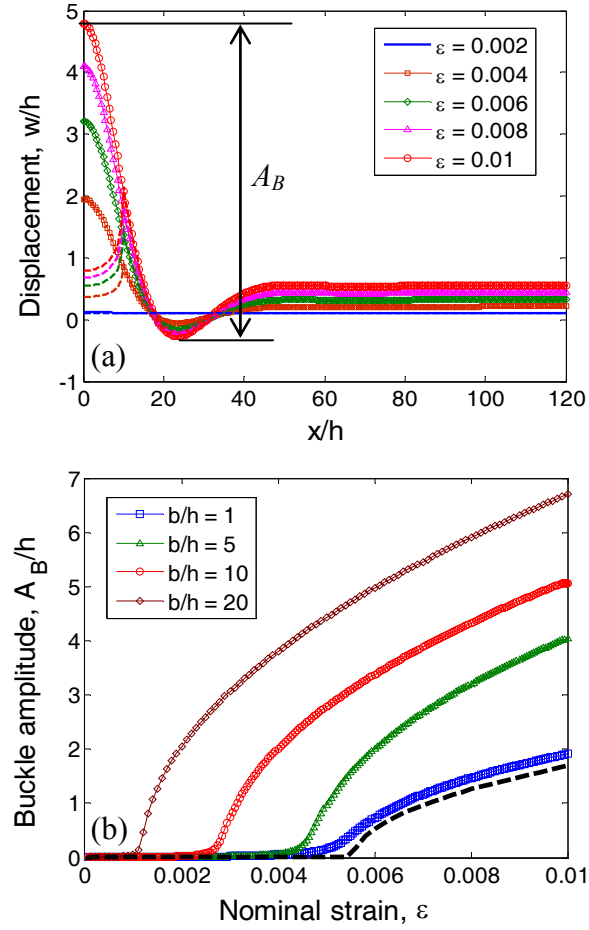 5
4
3
2
1
0
-1
Displacement, w/h
ε = 0.002
ε = 0.004
ε = 0.006
ε = 0.008
ε = 0.01
A_B
(a)
0 20 40 60 80 100 120
x/h
7
6
5
4
3
2
1
0
Buckle amplitude, A_B/h
b/h = 1
b/h = 5
b/h = 10
b/h = 20
(b)
0 0.002 0.004 0.006 0.008 0.01
Nominal strain, ε